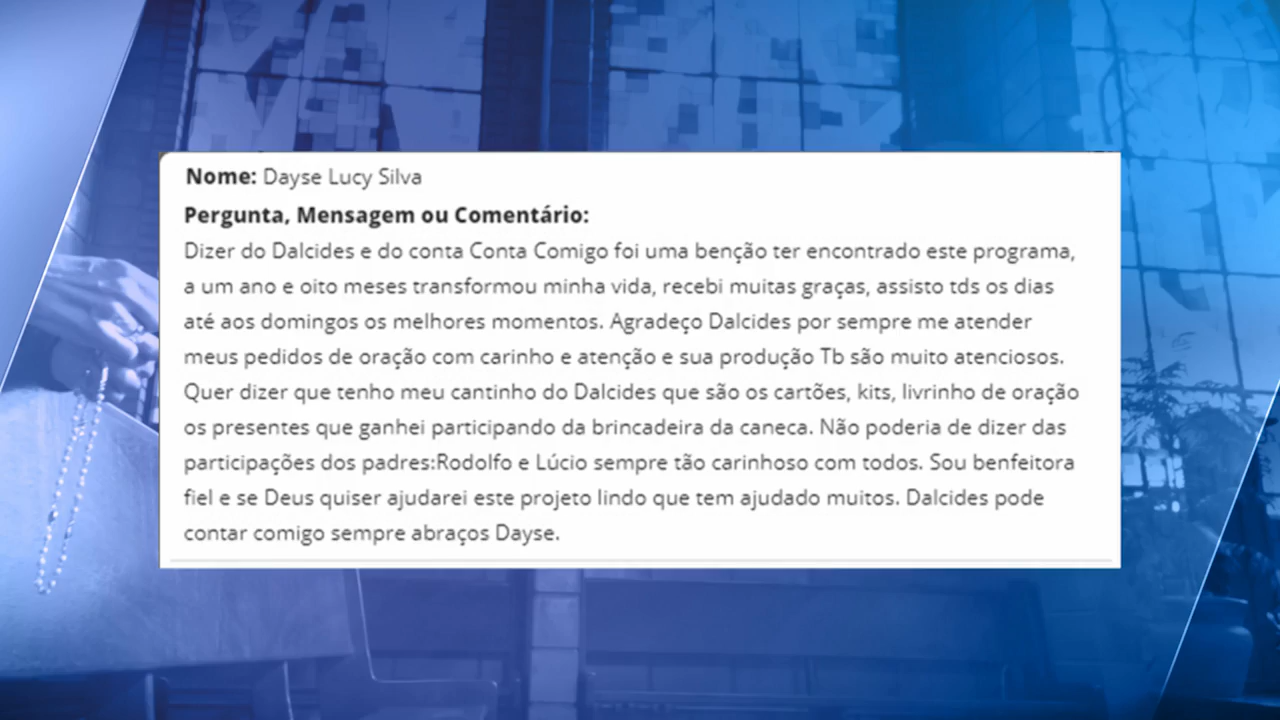 Nome: Dayse Lucy Silva
Pergunta, Mensagem ou Comentário:
Dizer do Dalcides e do conta Conta Comigo foi uma benção ter encontrado este programa,
a um ano e oito meses transformou minha vida, recebi muitas graças, assisto tds os dias
até aos domingos os melhores momentos. Agradeço Dalcides por sempre me atender
meus pedidos de oração com carinho e atenção e sua produção Tb são muito atenciosos.
Quer dizer que tenho meu cantinho do Dalcides que são os cartões, kits, livrinho de oração
os presentes que ganhei participando da brincadeira da caneca. Não poderia de dizer das
participações dos padres:Rodolfo e Lúcio sempre tão carinhoso com todos. Sou benfeitora
fiel e se Deus quiser ajudarei este projeto lindo que tem ajudado muitos. Dalcides pode
contar comigo sempre abraços Dayse.